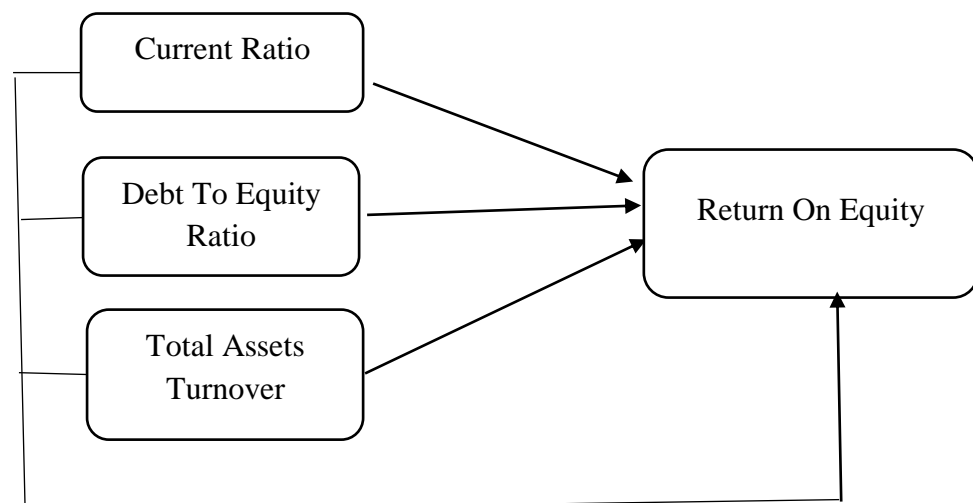 Current Ratio
Debt To Equity
Ratio
Return On Equity
Total Assets
Turnover